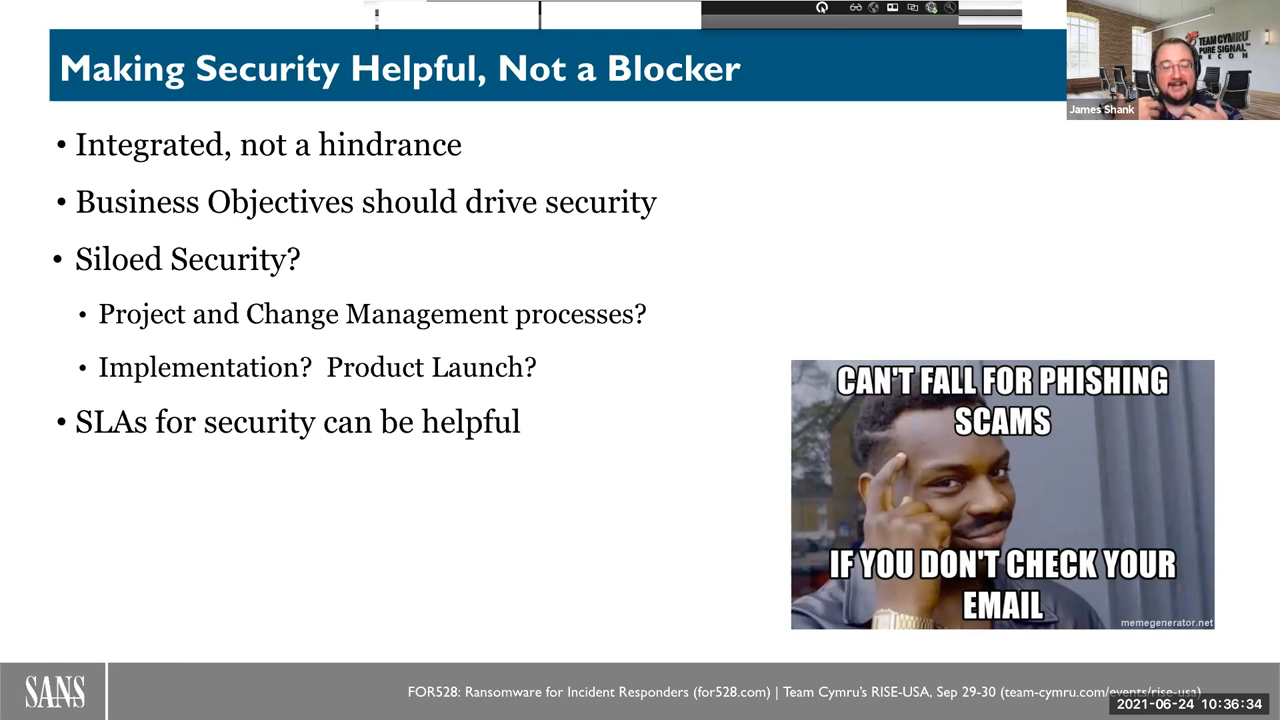 Making Security Helpful, Not a Blocker
TEAM CYMRU
PURE SIGNAL™
RECON
James Shank
• Integrated, not a hindrance
• Business Objectives should drive security
• Siloed Security?
• Project and Change Management processes?
• Implementation?  Product Launch?
• SLAs for security can be helpful
CAN'T FALL FOR PHISHING
SCAMS
IF YOU DON'T CHECK YOUR
EMAIL
memegenerator.net
SANS
FOR528: Ransomware for Incident Responders (for528.com) | Team Cymru's RISE-USA, Sep 29-30 (team-cymru.com/events/rise-usa)
2021-06-24 10:36:34